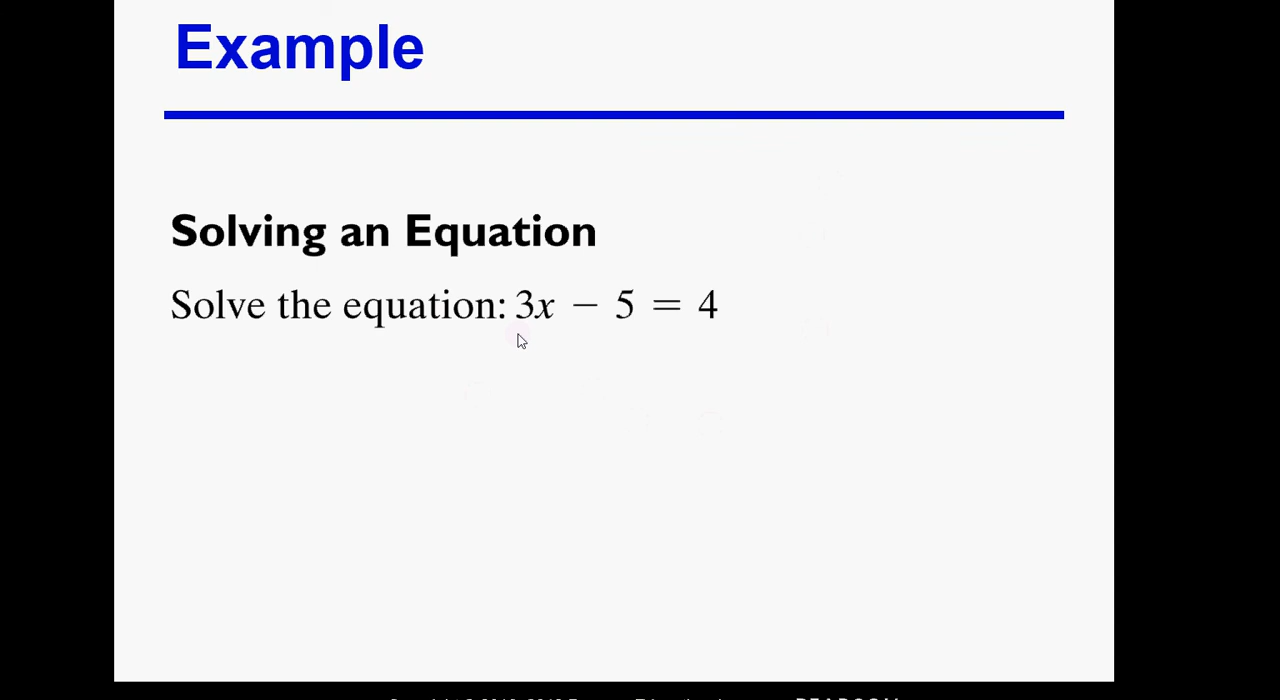 Example
Solving an Equation
Solve the equation: 3x − 5 = 4